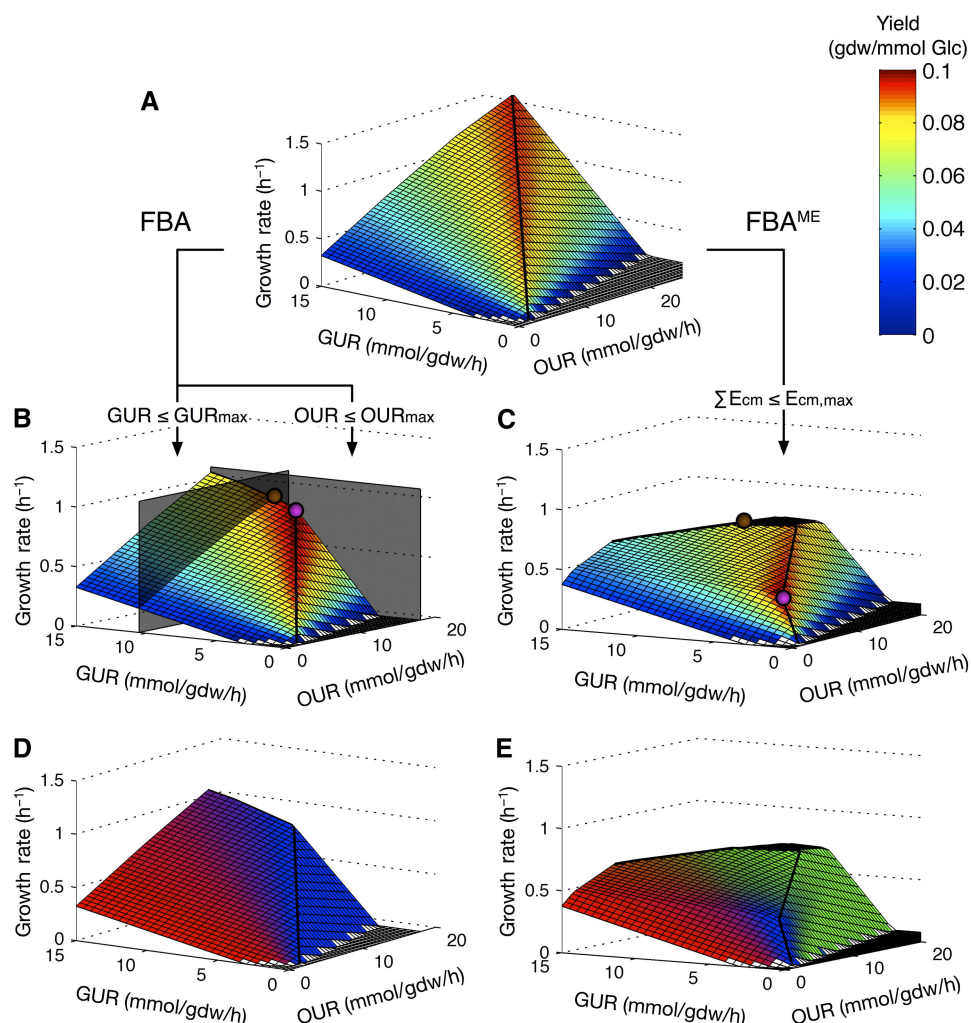 Yield
(gdw/mmol Glc)
0.1
0.08
0.06
0.04
0.02
0
A
1.5
1
0.5
0
Growth rate (h⁻¹)
15
10
5
0
GUR (mmol/gdw/h)
0
10
20
OUR (mmol/gdw/h)
FBA
FBAᴹᴱ
GUR ≤ GURmax
OUR ≤ OURmax
∑Ecm ≤ Ecm,max
B
1.5
1
0.5
0
Growth rate (h⁻¹)
15
10
5
0
GUR (mmol/gdw/h)
0
10
20
OUR (mmol/gdw/h)
C
1.5
1
0.5
0
Growth rate (h⁻¹)
15
10
5
0
GUR (mmol/gdw/h)
0
10
20
OUR (mmol/gdw/h)
D
1.5
1
0.5
0
Growth rate (h⁻¹)
15
10
5
0
GUR (mmol/gdw/h)
0
10
20
OUR (mmol/gdw/h)
E
1.5
1
0.5
0
Growth rate (h⁻¹)
15
10
5
0
GUR (mmol/gdw/h)
0
10
20
OUR (mmol/gdw/h)